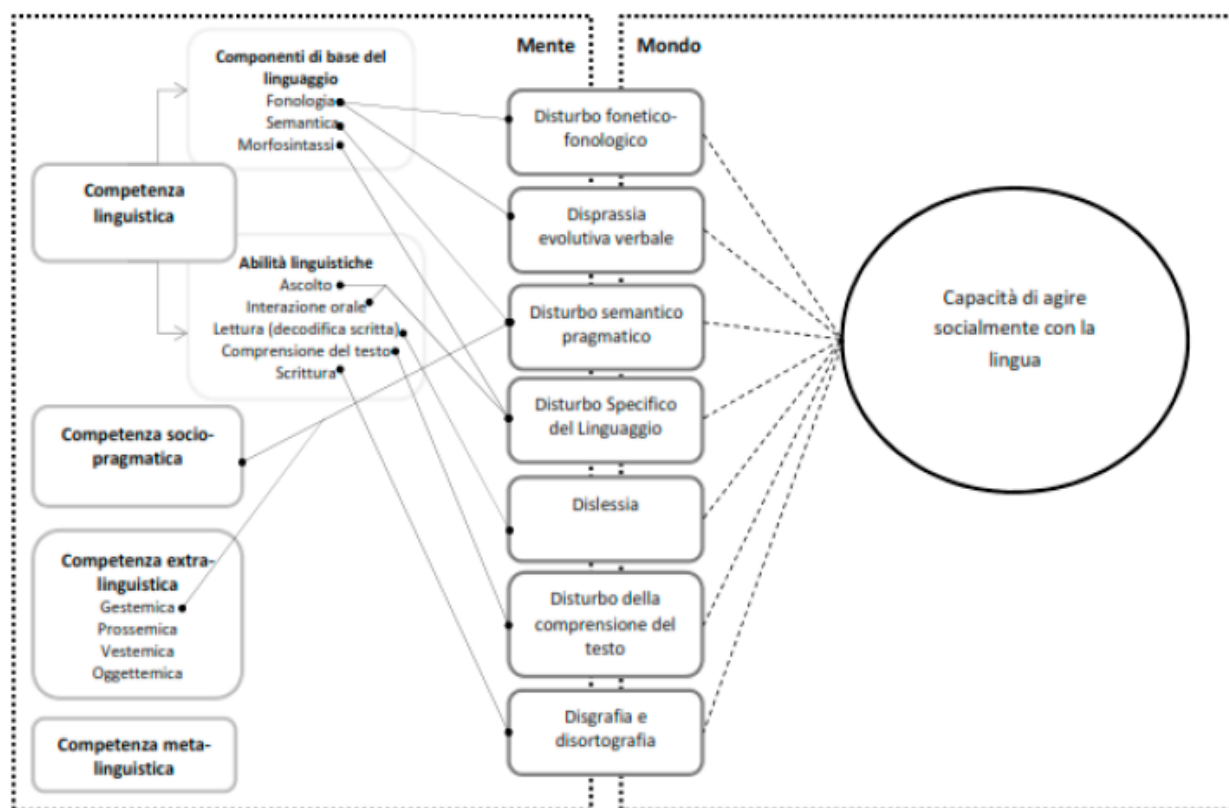 Mente
Mondo
Componenti di base del
linguaggio
Fonologia
Semantica
Morfosintassi
Competenza
linguistica
Abilità linguistiche
Ascolto
Interazione orale
Lettura (decodifica scritta)
Comprensione del testo
Scrittura
Competenza socio-
pragmatica
Competenza extra-
linguistica
Gestemica
Prossemica
Vestemica
Oggettemica
Competenza meta-
linguistica
Disturbo fonetico-
fonologico
Disprassia
evolutiva verbale
Disturbo semantico
pragmatico
Disturbo Specifico
del Linguaggio
Dislessia
Disturbo della
comprensione del
testo
Disgrafia e
disortografia
Capacità di agire
socialmente con la
lingua